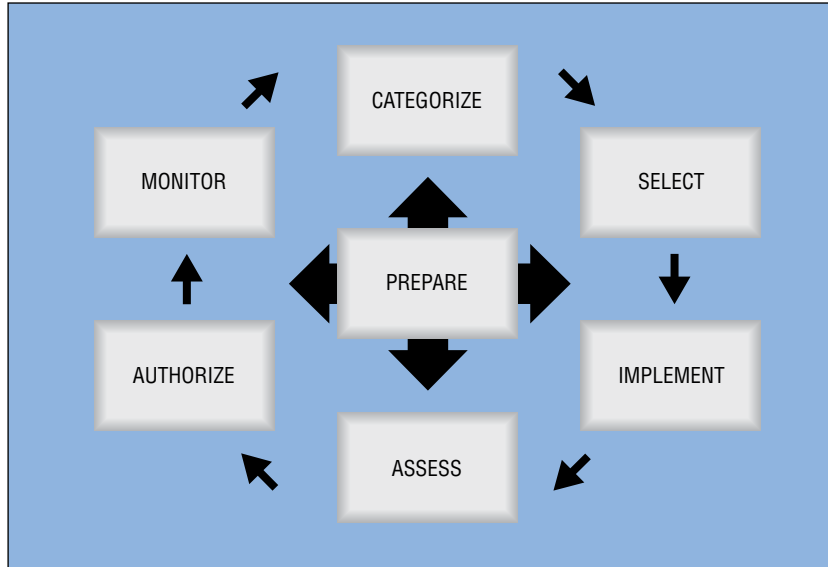 CATEGORIZE
MONITOR
SELECT
PREPARE
AUTHORIZE
IMPLEMENT
ASSESS